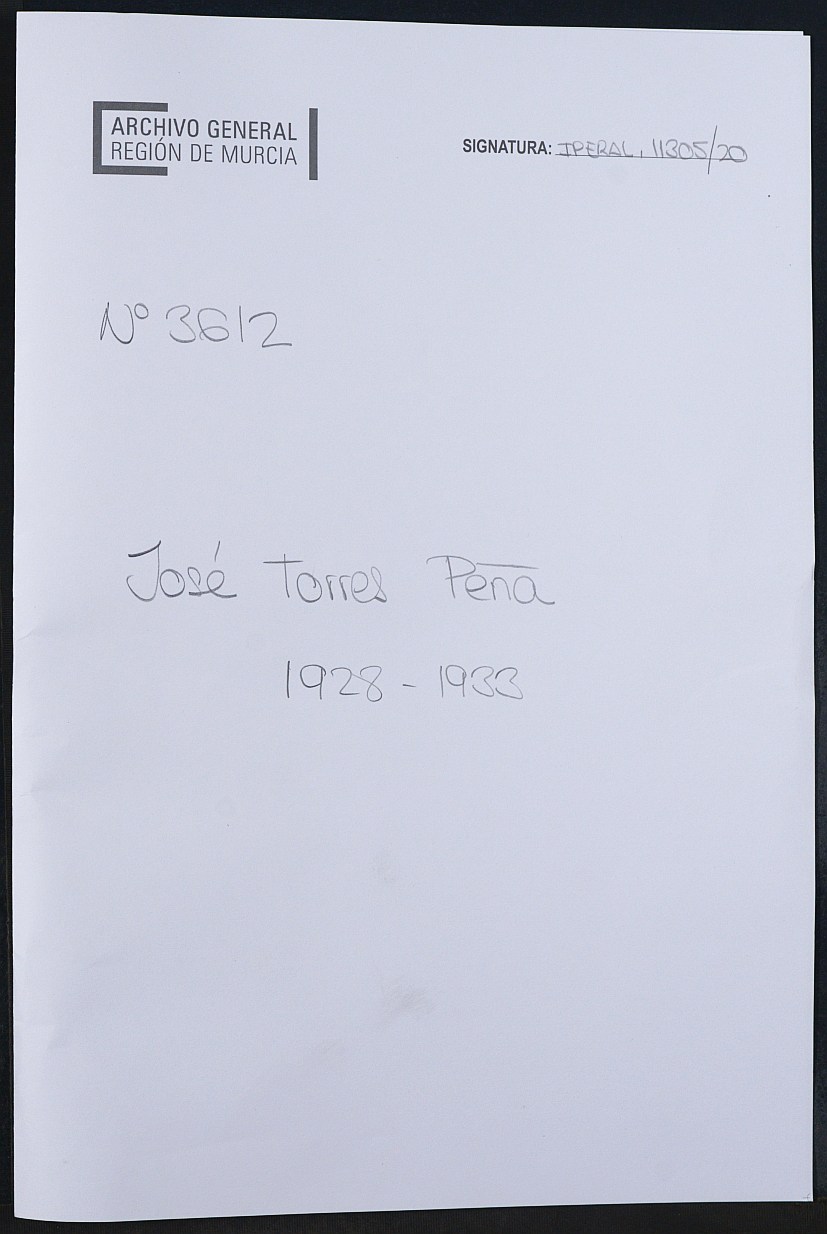 ARCHIVO GENERAL
REGIÓN DE MURCIA
SIGNATURA: IPERAL, 11305/20
Nº 3612
José Torres Peña
1928 - 1933